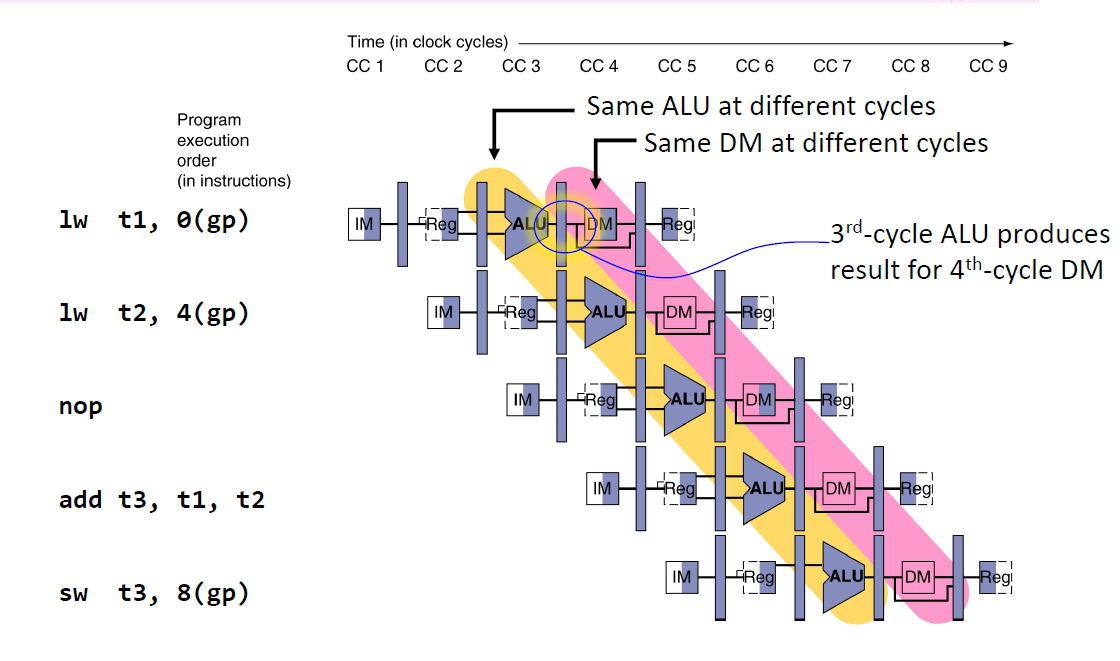 Time (in clock cycles)
CC 1 CC 2 CC 3 CC 4 CC 5 CC 6 CC 7 CC 8 CC 9
Same ALU at different cycles
Same DM at different cycles
Program
execution
order
(in instructions)
lw t1, 0(gp)
IM Reg ALU DM Reg
3rd-cycle ALU produces
result for 4th-cycle DM
lw t2, 4(gp)
IM Reg ALU DM Reg
nop
IM Reg ALU DM Reg
add t3, t1, t2
IM Reg ALU DM Reg
sw t3, 8(gp)
IM Reg ALU DM Reg